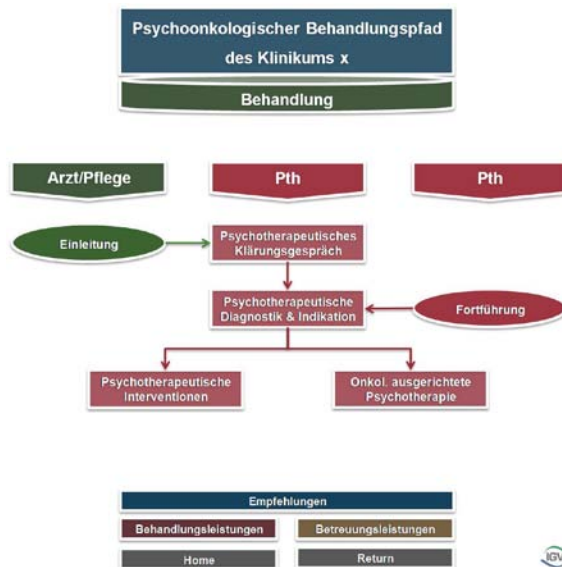 Psychoonkologischer Behandlungspfad
des Klinikums x
Behandlung
Arzt/Pflege
Pth
Pth
Einleitung
Psychotherapeutisches
Klärungsgespräch
Psychotherapeutische
Diagnostik & Indikation
Fortführung
Psychotherapeutische
Interventionen
Onkol. ausgerichtete
Psychotherapie
Empfehlungen
Behandlungsleistungen
Betreuungsleistungen
Home
Return
IGV